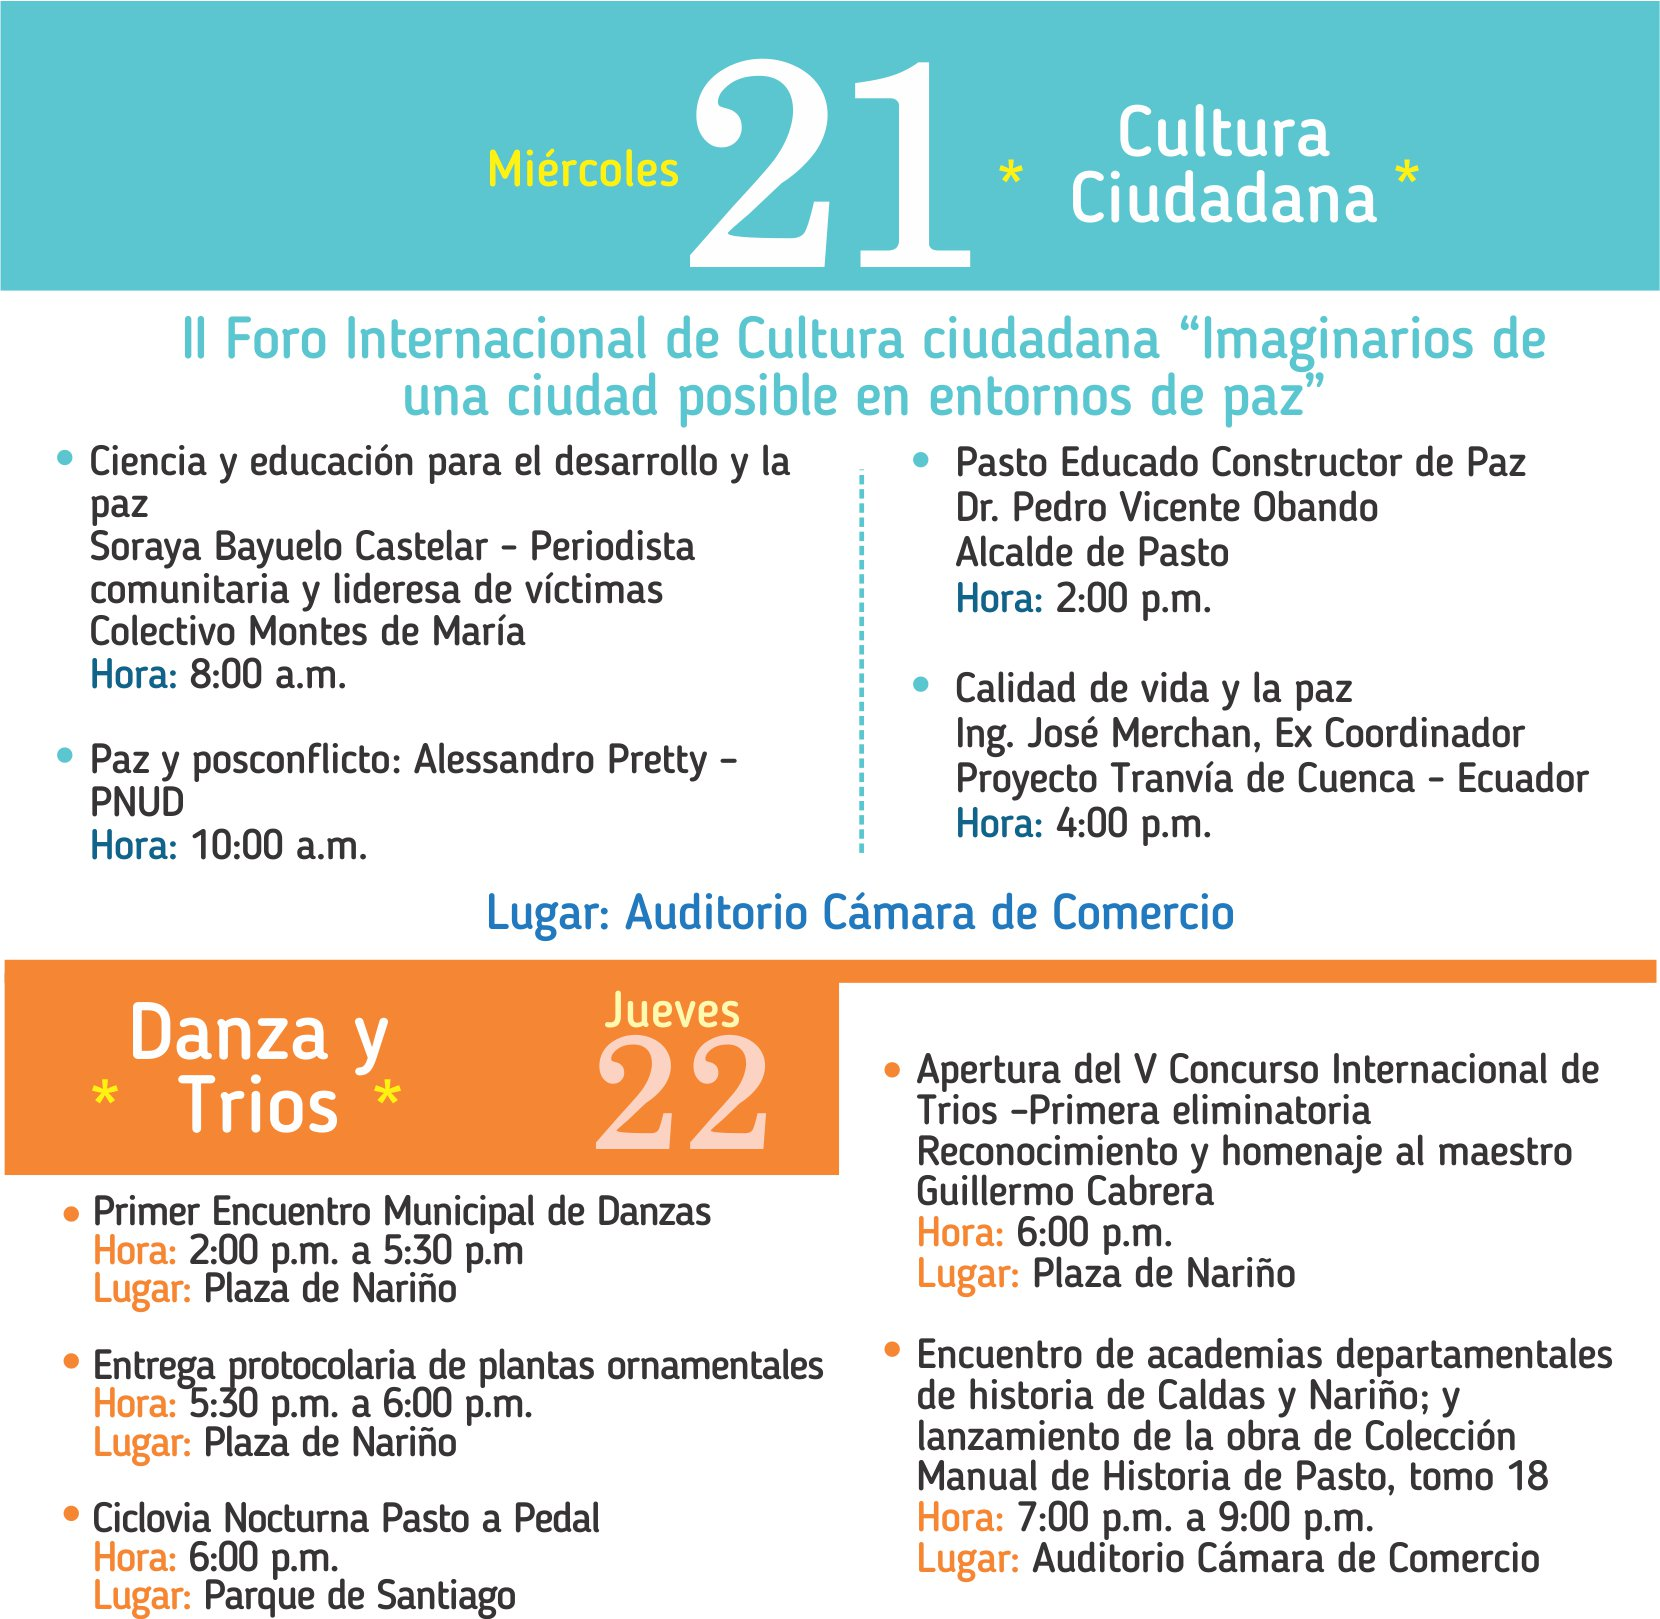 Miércoles 21 * Cultura Ciudadana *
II Foro Internacional de Cultura ciudadana “Imaginarios de
una ciudad posible en entornos de paz”
• Ciencia y educación para el desarrollo y la
paz
Soraya Bayuelo Castelar - Periodista
comunitaria y lideresa de víctimas
Colectivo Montes de María
Hora: 8:00 a.m.
• Paz y posconflicto: Alessandro Pretty -
PNUD
Hora: 10:00 a.m.
• Pasto Educado Constructor de Paz
Dr. Pedro Vicente Obando
Alcalde de Pasto
Hora: 2:00 p.m.
• Calidad de vida y la paz
Ing. José Merchan, Ex Coordinador
Proyecto Tranvía de Cuenca - Ecuador
Hora: 4:00 p.m.
Lugar: Auditorio Cámara de Comercio
Danza y
* Trios *
Jueves
22
• Primer Encuentro Municipal de Danzas
Hora: 2:00 p.m. a 5:30 p.m
Lugar: Plaza de Nariño
• Entrega protocolaria de plantas ornamentales
Hora: 5:30 p.m. a 6:00 p.m.
Lugar: Plaza de Nariño
• Ciclovia Nocturna Pasto a Pedal
Hora: 6:00 p.m.
Lugar: Parque de Santiago
• Apertura del V Concurso Internacional de
Trios -Primera eliminatoria
Reconocimiento y homenaje al maestro
Guillermo Cabrera
Hora: 6:00 p.m.
Lugar: Plaza de Nariño
• Encuentro de academias departamentales
de historia de Caldas y Nariño; y
lanzamiento de la obra de Colección
Manual de Historia de Pasto, tomo 18
Hora: 7:00 p.m. a 9:00 p.m.
Lugar: Auditorio Cámara de Comercio